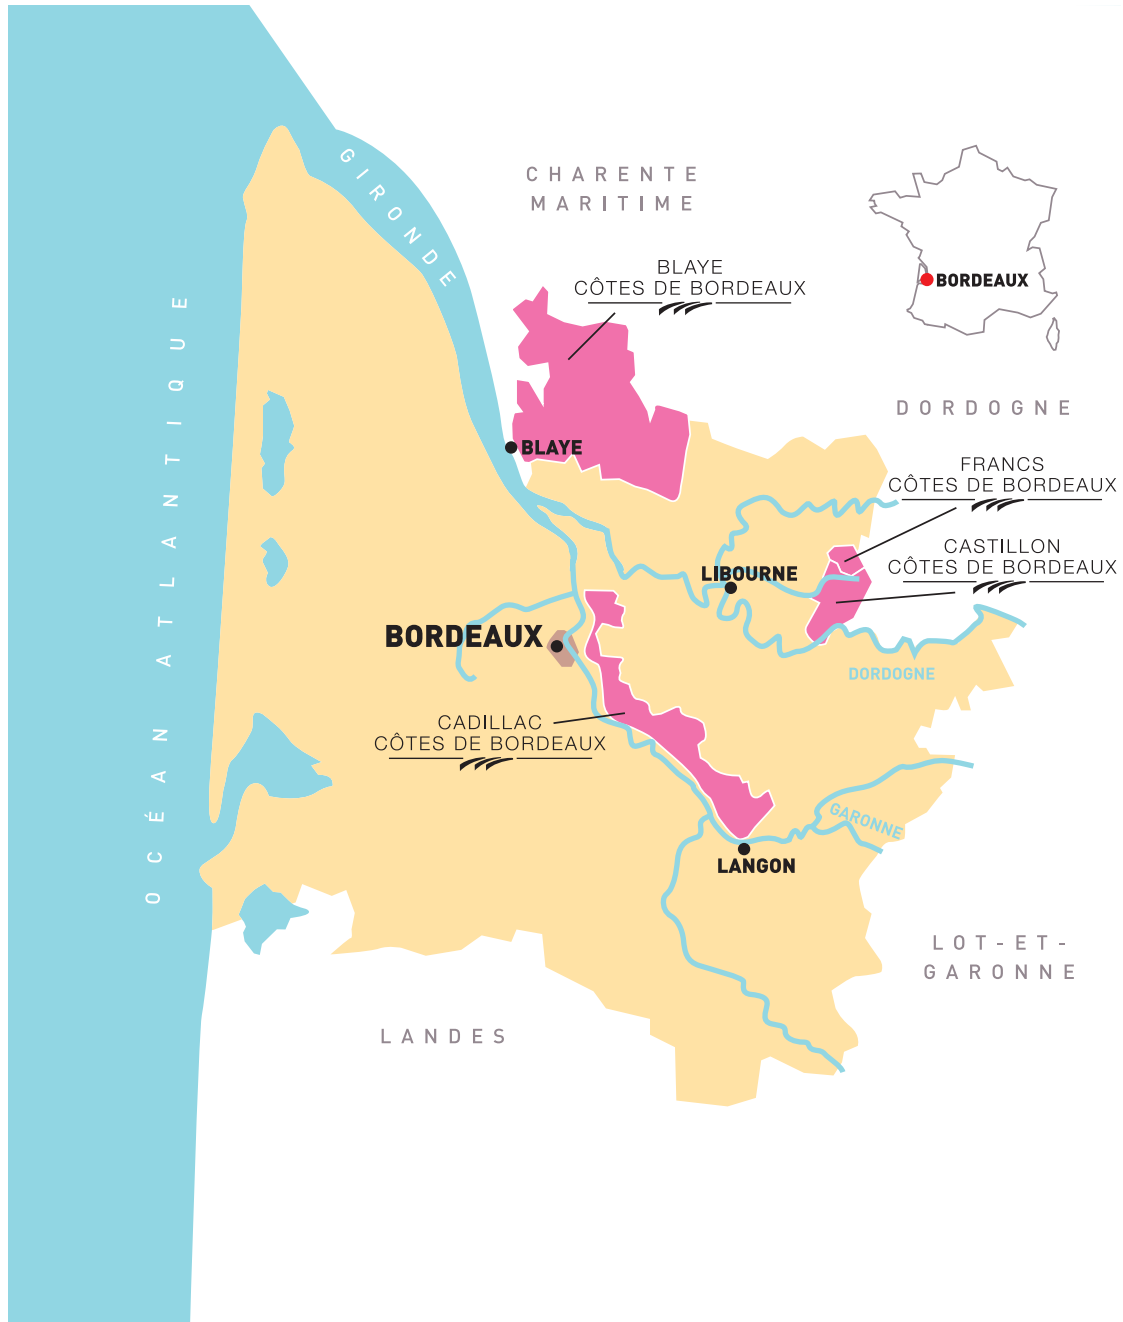 GIRONDE
CHARENTE
MARITIME
BLAYE
CÔTES DE BORDEAUX
BORDEAUX
OCÉAN ATLANTIQUE
DORDOGNE
BLAYE
FRANCS
CÔTES DE BORDEAUX
CASTILLON
CÔTES DE BORDEAUX
LIBOURNE
BORDEAUX
DORDOGNE
CADILLAC
CÔTES DE BORDEAUX
GARONNE
LANGON
LOT-ET-
GARONNE
LANDES